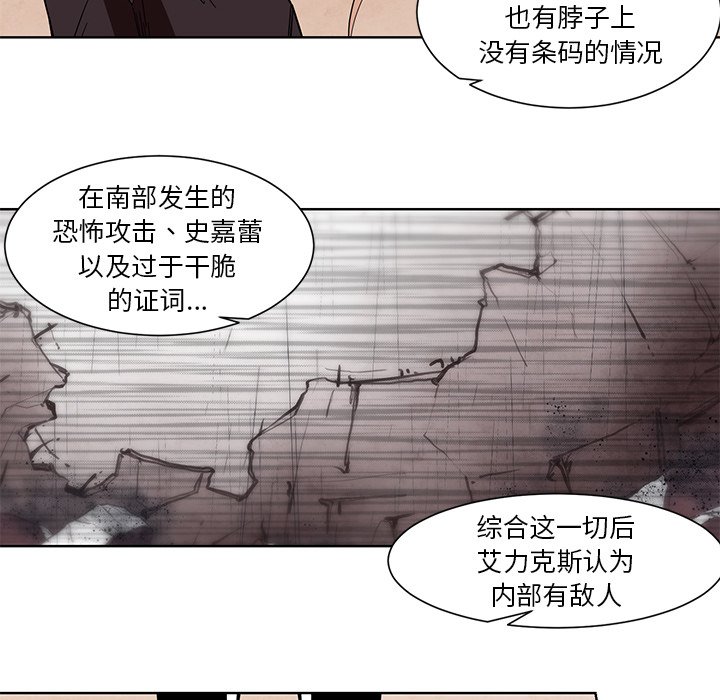 也有脖子上
没有条码的情况
在南部发生的
恐怖攻击、史嘉蕾
以及过于干脆
的证词...
综合这一切后
艾力克斯认为
内部有敌人